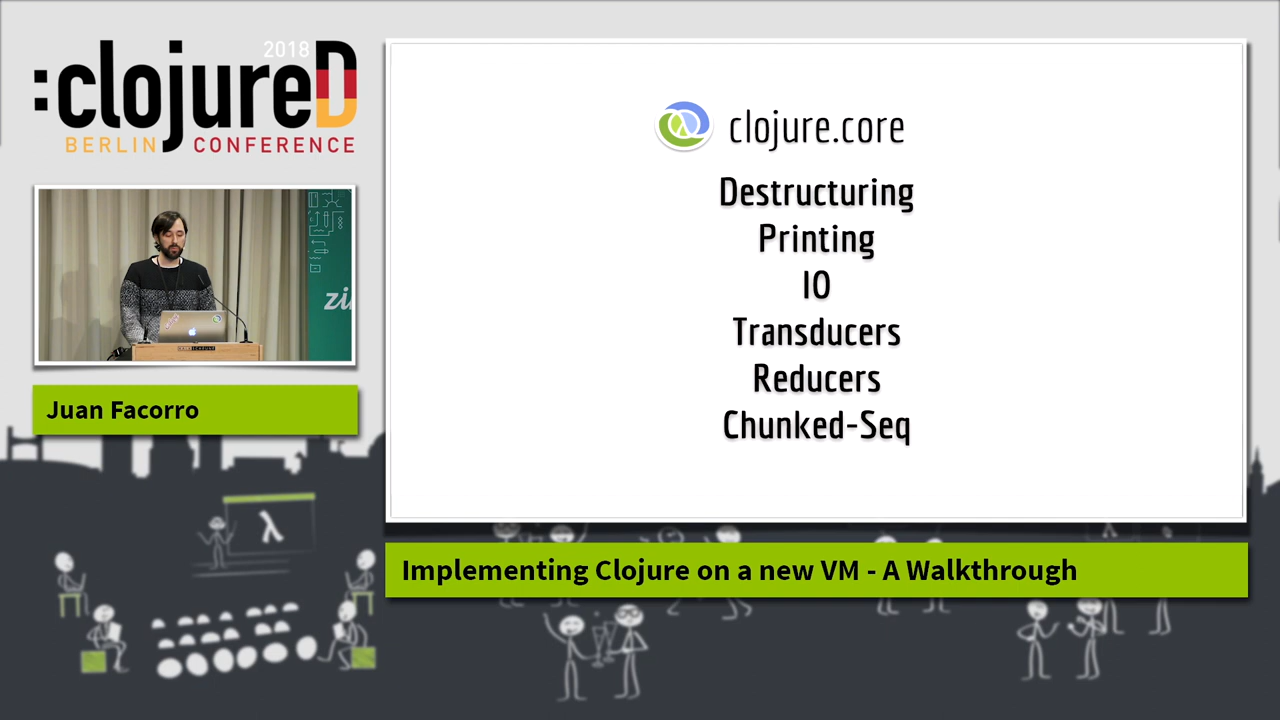 2018
:clojureD
BERLIN CONFERENCE
Juan Facorro
clojure.core
Destructuring
Printing
IO
Transducers
Reducers
Chunked-Seq
Implementing Clojure on a new VM - A Walkthrough
λ